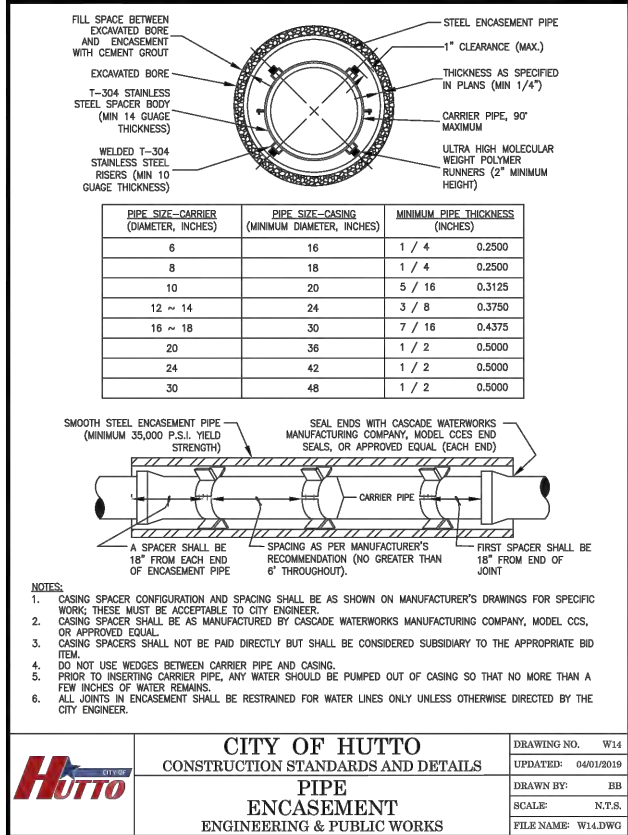 FILL SPACE BETWEEN
EXCAVATED BORE
AND ENCASEMENT
WITH CEMENT GROUT
EXCAVATED BORE
T-304 STAINLESS
STEEL SPACER BODY
(MIN 14 GUAGE
THICKNESS)
WELDED T-304
STAINLESS STEEL
RISERS (MIN 10
GUAGE THICKNESS)
STEEL ENCASEMENT PIPE
1" CLEARANCE (MAX.)
THICKNESS AS SPECIFIED
IN PLANS (MIN 1/4")
CARRIER PIPE, 90°
MAXIMUM
ULTRA HIGH MOLECULAR
WEIGHT POLYMER
RUNNERS (2" MINIMUM
HEIGHT)
PIPE SIZE-CARRIER PIPE SIZE-CASING MINIMUM PIPE THICKNESS
(DIAMETER, INCHES) (MINIMUM DIAMETER, INCHES) (INCHES)
6 16 1 / 4 0.2500
8 18 1 / 4 0.2500
10 20 5 / 16 0.3125
12 ~ 14 24 3 / 8 0.3750
16 ~ 18 30 7 / 16 0.4375
20 36 1 / 2 0.5000
24 42 1 / 2 0.5000
30 48 1 / 2 0.5000
SMOOTH STEEL ENCASEMENT PIPE
(MINIMUM 35,000 P.S.I. YIELD
STRENGTH)
SEAL ENDS WITH CASCADE WATERWORKS
MANUFACTURING COMPANY, MODEL CCES END
SEALS, OR APPROVED EQUAL (EACH END)
CARRIER PIPE
A SPACER SHALL BE
18" FROM EACH END
OF ENCASEMENT PIPE
SPACING AS PER MANUFACTURER'S
RECOMMENDATION (NO GREATER THAN
6' THROUGHOUT).
FIRST SPACER SHALL BE
18" FROM END OF
JOINT
NOTES:
1. CASING SPACER CONFIGURATION AND SPACING SHALL BE AS SHOWN ON MANUFACTURER'S DRAWINGS FOR SPECIFIC
WORK; THESE MUST BE ACCEPTABLE TO CITY ENGINEER.
2. CASING SPACER SHALL BE AS MANUFACTURED BY CASCADE WATERWORKS MANUFACTURING COMPANY, MODEL CCS,
OR APPROVED EQUAL.
3. CASING SPACERS SHALL NOT BE PAID DIRECTLY BUT SHALL BE CONSIDERED SUBSIDIARY TO THE APPROPRIATE BID
ITEM.
4. DO NOT USE WEDGES BETWEEN CARRIER PIPE AND CASING.
5. PRIOR TO INSERTING CARRIER PIPE, ANY WATER SHOULD BE PUMPED OUT OF CASING SO THAT NO MORE THAN A
FEW INCHES OF WATER REMAINS.
6. ALL JOINTS IN ENCASEMENT SHALL BE RESTRAINED FOR WATER LINES ONLY UNLESS OTHERWISE DIRECTED BY THE
CITY ENGINEER.
CITY OF
HUTTO
CITY OF HUTTO
CONSTRUCTION STANDARDS AND DETAILS
PIPE
ENCASEMENT
ENGINEERING & PUBLIC WORKS
DRAWING NO. W14
UPDATED: 04/01/2019
DRAWN BY: BB
SCALE: N.T.S.
FILE NAME: W14.DWG